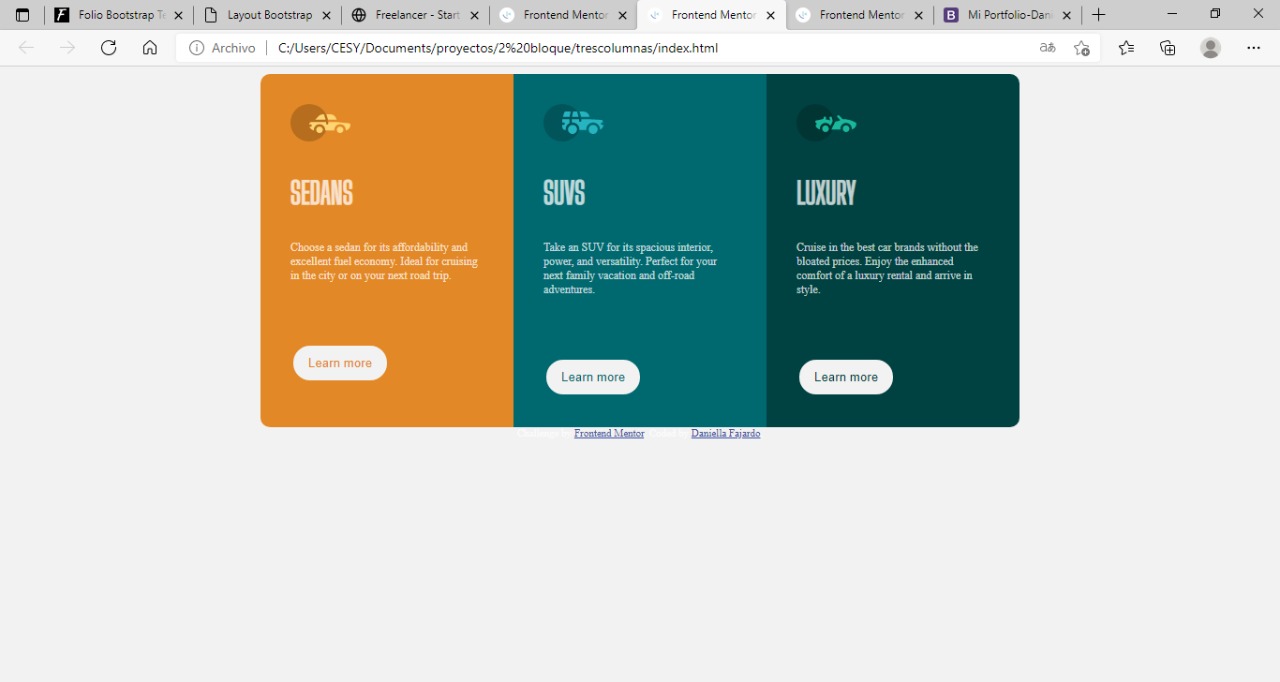 Folio Bootstrap Te
Layout Bootstrap
Freelancer - Start
Frontend Mentor
Frontend Mentor
Frontend Mentor
Mi Portfolio-Dani
Archivo
C:/Users/CESY/Documents/proyectos/2%20bloque/trescolumnas/index.html
SEDANS
Choose a sedan for its affordability and
excellent fuel economy. Ideal for cruising
in the city or on your next road trip.
Learn more
SUVS
Take an SUV for its spacious interior,
power, and versatility. Perfect for your
next family vacation and off-road
adventures.
Learn more
LUXURY
Cruise in the best car brands without the
bloated prices. Enjoy the enhanced
comfort of a luxury rental and arrive in
style.
Learn more
Frontend Mentor Daniella Fajardo